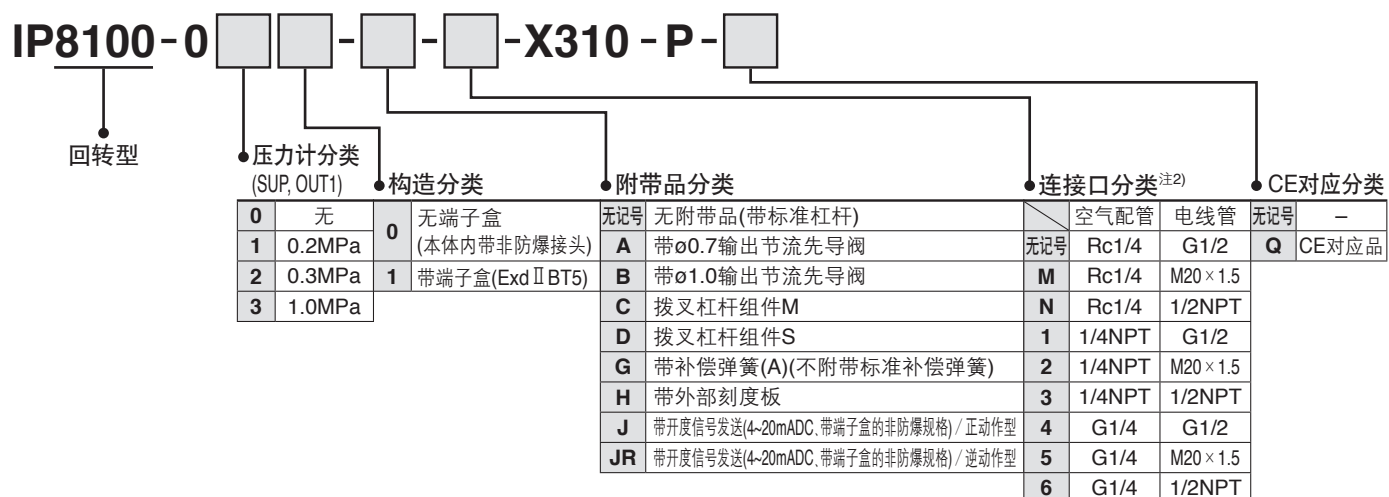 IP8100-0□□-□-□-X310-P-□
回转型
压力计分类
(SUP, OUT1)
0 无
1 0.2MPa
2 0.3MPa
3 1.0MPa
构造分类
0 无端子盒
(本体内带非防爆接头)
1 带端子盒(ExdⅡBT5)
附带品分类
无记号 无附带品(带标准杠杆)
A 带ø0.7输出节流先导阀
B 带ø1.0输出节流先导阀
C 拨叉杠杆组件M
D 拨叉杠杆组件S
G 带补偿弹簧(A)(不附带标准补偿弹簧)
H 带外部刻度板
J 带开度信号发送(4~20mADC、带端子盒的非防爆规格)/正动作型
JR 带开度信号发送(4~20mADC、带端子盒的非防爆规格)/逆动作型
连接口分类注2)
空气配管 电线管
无记号 Rc1/4 G1/2
M Rc1/4 M20×1.5
N Rc1/4 1/2NPT
1 1/4NPT G1/2
2 1/4NPT M20×1.5
3 1/4NPT 1/2NPT
4 G1/4 G1/2
5 G1/4 M20×1.5
6 G1/4 1/2NPT
CE对应分类
无记号 –
Q CE对应品